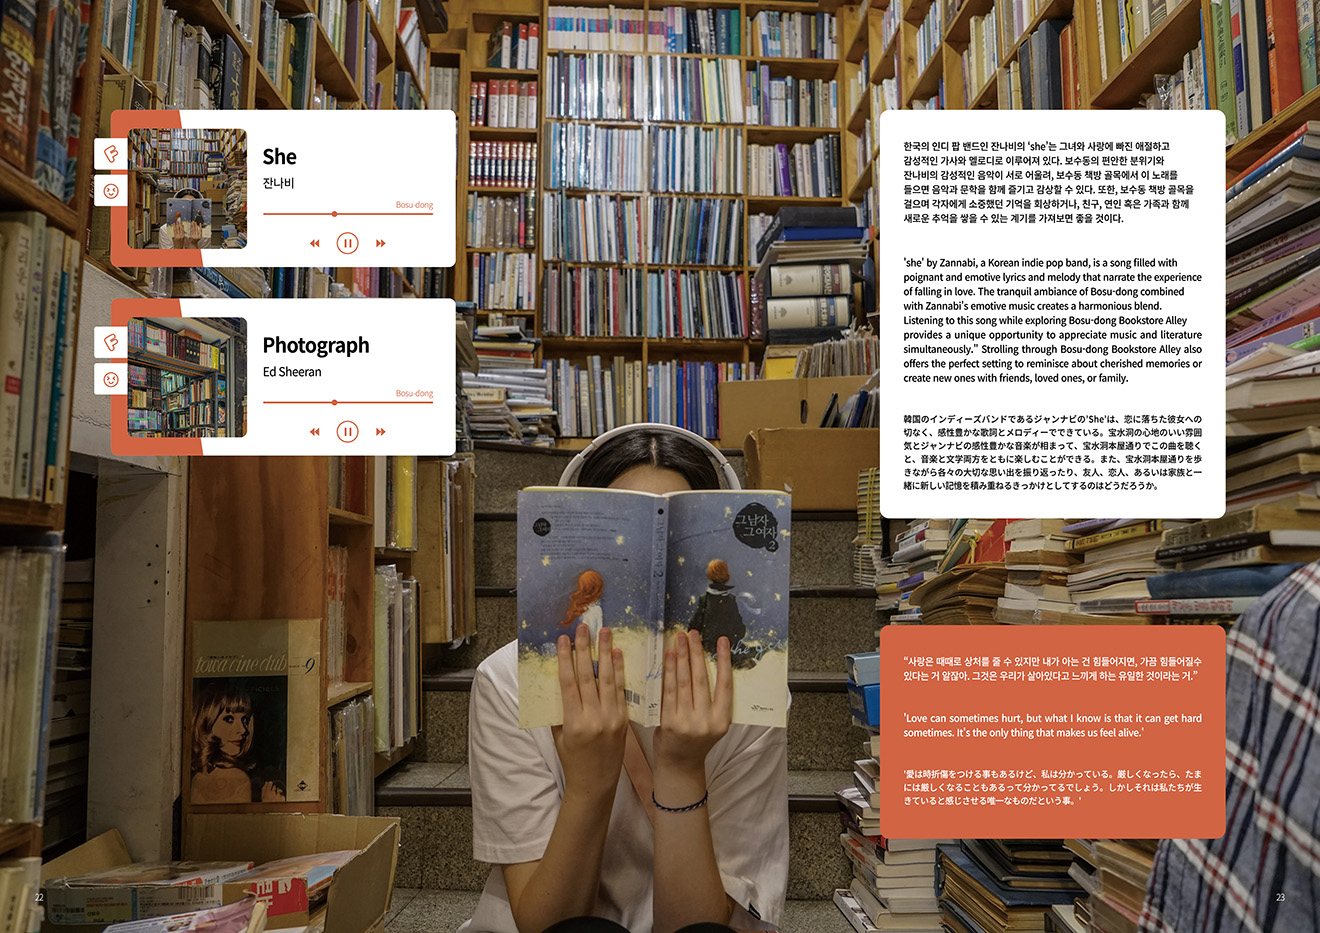 She
잔나비
Bosu-dong
Photograph
Ed Sheeran
Bosu-dong
한국의 인디 팝 밴드인 잔나비의 ‘she’는 그녀와 사랑에 빠진 애절하고
감성적인 가사와 멜로디로 이루어져 있다. 보수동의 편안한 분위기와
잔나비의 감성적인 음악이 서로 어울려, 보수동 책방 골목에서 이 노래를
들으면 음악과 문학을 함께 즐기고 감상할 수 있다. 또한, 보수동 책방 골목을
걸으며 각자에게 소중했던 기억을 회상하거나, 친구, 연인 혹은 가족과 함께
새로운 추억을 쌓을 수 있는 계기를 가져보면 좋을 것이다.
'she' by Zannabi, a Korean indie pop band, is a song filled with
poignant and emotive lyrics and melody that narrate the experience
of falling in love. The tranquil ambiance of Bosu-dong combined
with Zannabi's emotive music creates a harmonious blend.
Listening to this song while exploring Bosu-dong Bookstore Alley
provides a unique opportunity to appreciate music and literature
simultaneously." Strolling through Bosu-dong Bookstore Alley also
offers the perfect setting to reminisce about cherished memories or
create new ones with friends, loved ones, or family.
韓国のインディーズバンドであるジャンナビの'She'は、恋に落ちた彼女への
切なく、感性豊かな歌詞とメロディーでできている。宝水洞の心地のいい雰囲
気とジャンナビの感性豊かな音楽が相まって、宝水洞本屋通りでこの曲を聴く
と、音楽と文学両方をともに楽しむことができる。また、宝水洞本屋通りを歩
きながら各々の大切な思い出を振り返ったり、友人、恋人、あるいは家族と一
緒に新しい記憶を積み重ねるきっかけとしてするのはどうだろうか。
그남자
그여자
2
towa cine club
9
“사랑은 때때로 상처를 줄 수 있지만 내가 아는 건 힘들어지면, 가끔 힘들어질수
있다는 거 알잖아. 그것은 우리가 살아있다고 느끼게 하는 유일한 것이라는 거.”
'Love can sometimes hurt, but what I know is that it can get hard
sometimes. It's the only thing that makes us feel alive.'
'愛は時折傷をつける事もあるけど、私は分かっている。厳しくなったら、たま
には厳しくなることもあるって分かってるでしょう。しかしそれは私たちが生
きていると感じさせる唯一なものだという事。'
22
23